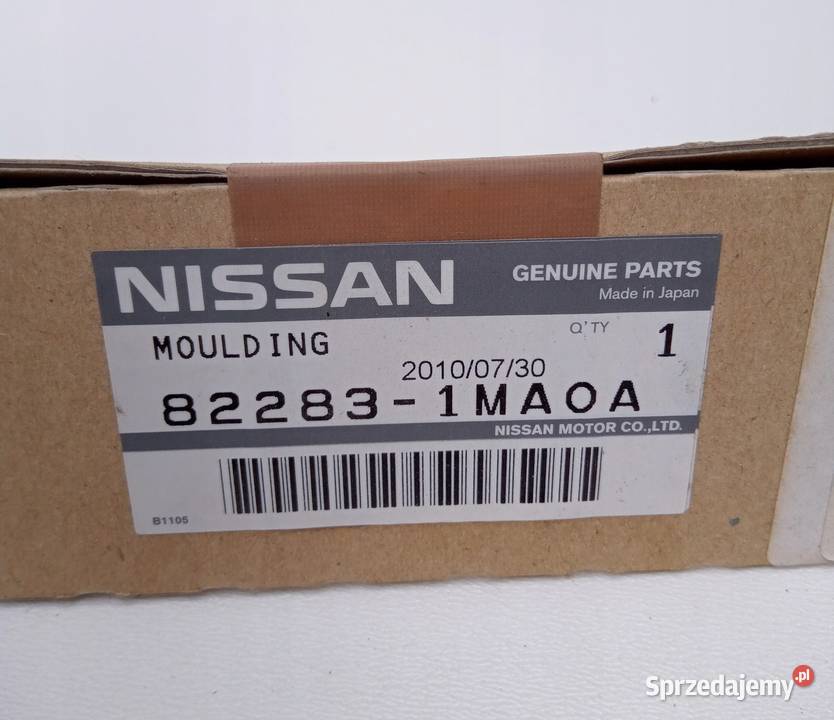 NISSAN
GENUINE PARTS
Made in Japan
MOULDING
Q'TY 1
2010/07/30
82283-1MA0A
NISSAN MOTOR CO.,LTD.
B1105
Sprzedajemy.pl